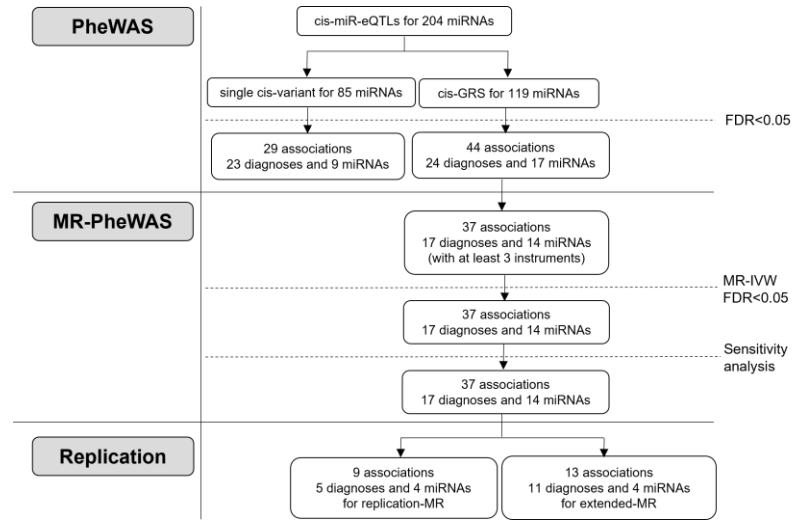 PheWAS
cis-miR-eQTLs for 204 miRNAs
single cis-variant for 85 miRNAs
cis-GRS for 119 miRNAs
FDR<0.05
29 associations
23 diagnoses and 9 miRNAs
44 associations
24 diagnoses and 17 miRNAs
MR-PheWAS
37 associations
17 diagnoses and 14 miRNAs
(with at least 3 instruments)
MR-IVW
FDR<0.05
37 associations
17 diagnoses and 14 miRNAs
Sensitivity
analysis
37 associations
17 diagnoses and 14 miRNAs
Replication
9 associations
5 diagnoses and 4 miRNAs
for replication-MR
13 associations
11 diagnoses and 4 miRNAs
for extended-MR